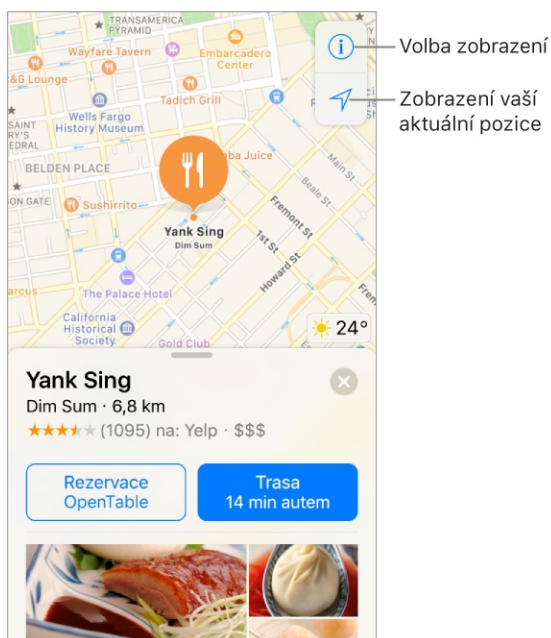 TRANSAMERICA
PYRAMID
Wayfare Tavern
Embarcadero
Center
&G Lounge
Tadich Grill
Wells Fargo
History Museum
SAINT
RY'S
EDRAL
BELDEN PLACE
ba Juice
Main St
Beale St
ON GATE
Sushirrito
Fremont St
Yank Sing
Dim Sum
1st St
Howard St
arcus
The Palace Hotel
Fren
California
Historical
Society
Gold Club
24°
Volba zobrazení
Zobrazení vaší
aktuální pozice
Yank Sing
Dim Sum · 6,8 km
(1095) na: Yelp · $$$
Rezervace
OpenTable
Trasa
14 min autem